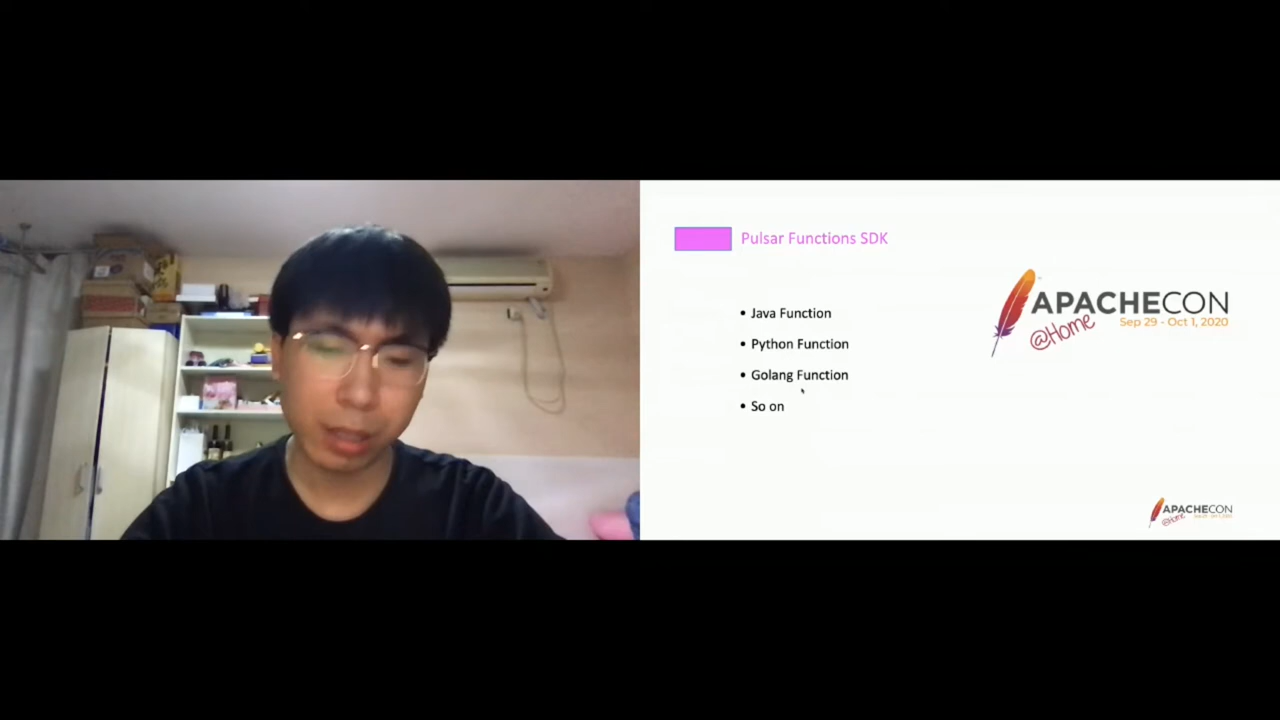 Pulsar Functions SDK
• Java Function
• Python Function
• Golang Function
• So on
APACHECON
@Home
Sep 29 - Oct 1, 2020
APACHECON
@Home